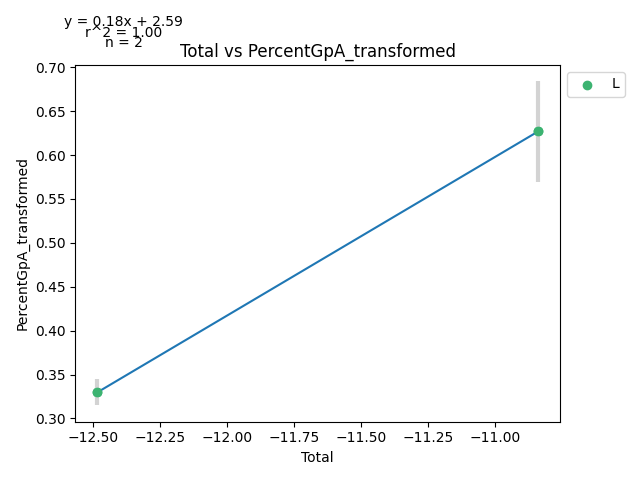 y = 0.18x + 2.59
r^2 = 1.00
n = 2
Total vs PercentGpA_transformed
L
PercentGpA_transformed
0.70
0.65
0.60
0.55
0.50
0.45
0.40
0.35
0.30
−12.50 −12.25 −12.00 −11.75 −11.50 −11.25 −11.00
Total